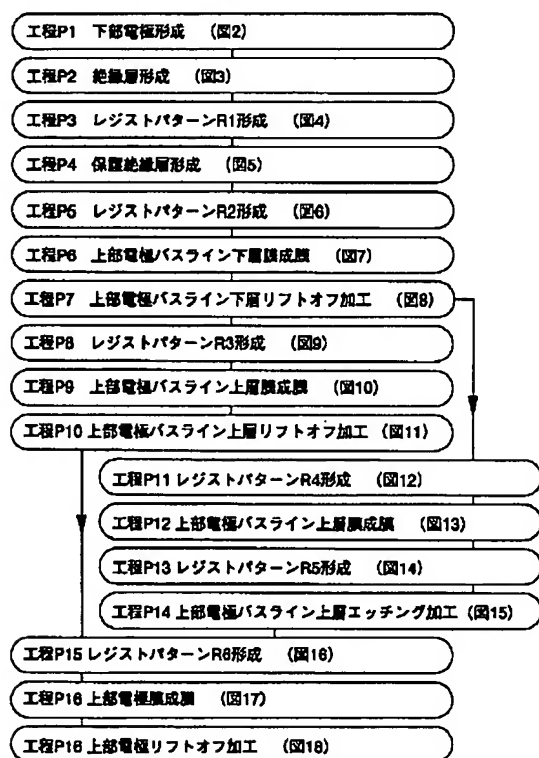 工程P1 下部電極形成 (図2)
工程P2 絶縁層形成 (図3)
工程P3 レジストパターンR1形成 (図4)
工程P4 保護絶縁層形成 (図5)
工程P5 レジストパターンR2形成 (図6)
工程P6 上部電極バスライン下層膜成膜 (図7)
工程P7 上部電極バスライン下層リフトオフ加工 (図8)
工程P8 レジストパターンR3形成 (図9)
工程P9 上部電極バスライン上層膜成膜 (図10)
工程P10 上部電極バスライン上層リフトオフ加工 (図11)
工程P11 レジストパターンR4形成 (図12)
工程P12 上部電極バスライン上層膜成膜 (図13)
工程P13 レジストパターンR5形成 (図14)
工程P14 上部電極バスライン上層エッチング加工 (図15)
工程P15 レジストパターンR6形成 (図16)
工程P16 上部電極膜成膜 (図17)
工程P16 上部電極リフトオフ加工 (図18)